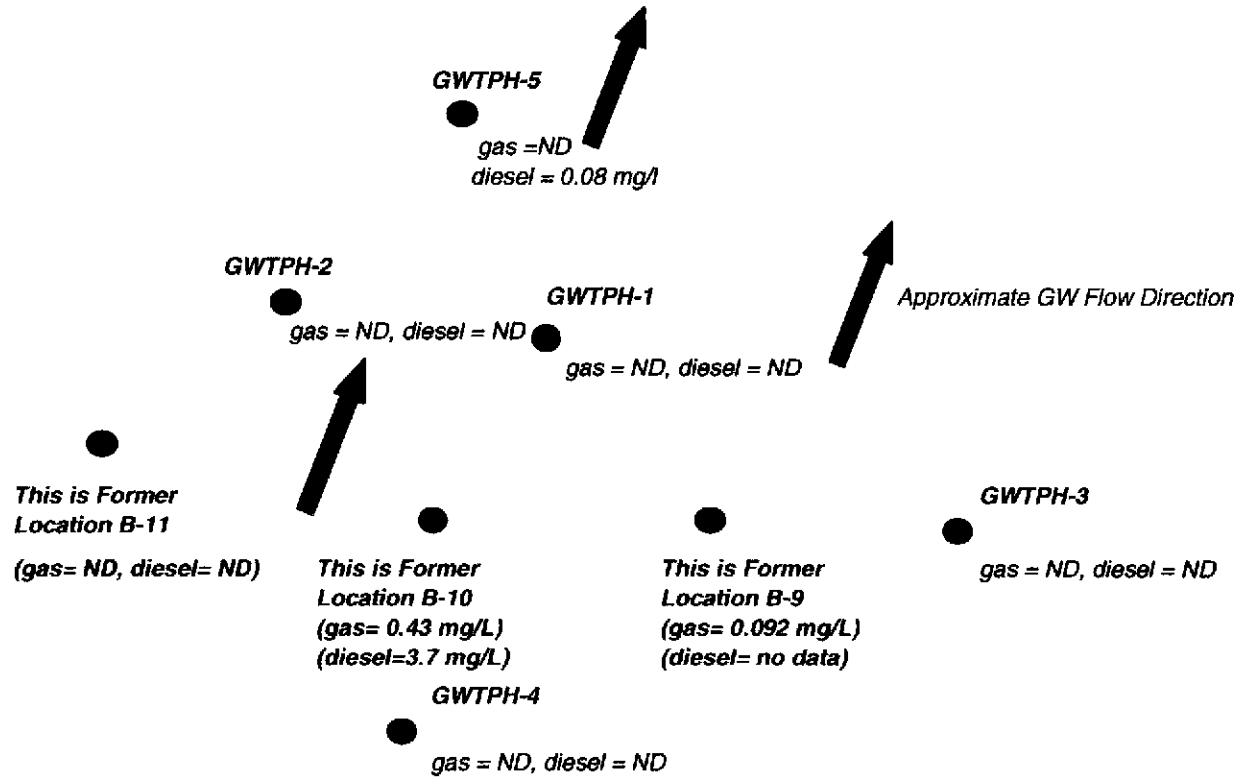 GWTPH-5
gas =ND
diesel = 0.08 mg/l
GWTPH-2
gas = ND, diesel = ND
GWTPH-1
gas = ND, diesel = ND
Approximate GW Flow Direction
This is Former
Location B-11
(gas= ND, diesel= ND)
This is Former
Location B-10
(gas= 0.43 mg/L)
(diesel=3.7 mg/L)
This is Former
Location B-9
(gas= 0.092 mg/L)
(diesel= no data)
GWTPH-3
gas = ND, diesel = ND
GWTPH-4
gas = ND, diesel = ND